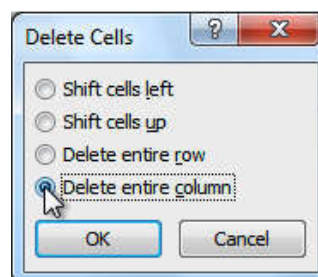 Delete Cells ?
Shift cells left
Shift cells up
Delete entire row
Delete entire column
OK Cancel